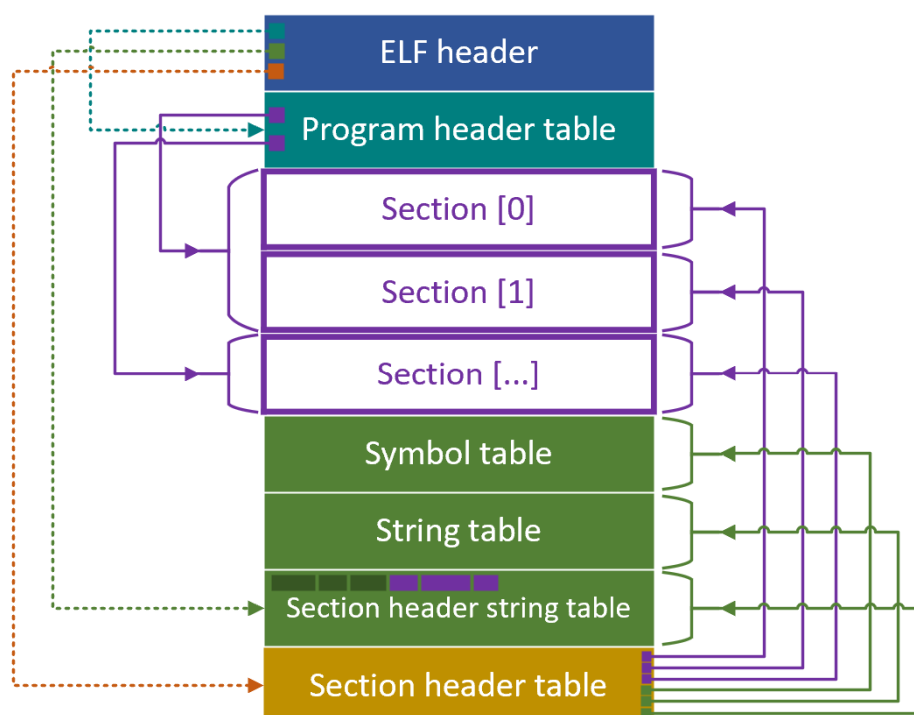 ELF header
Program header table
Section [0]
Section [1]
Section [...]
Symbol table
String table
Section header string table
Section header table